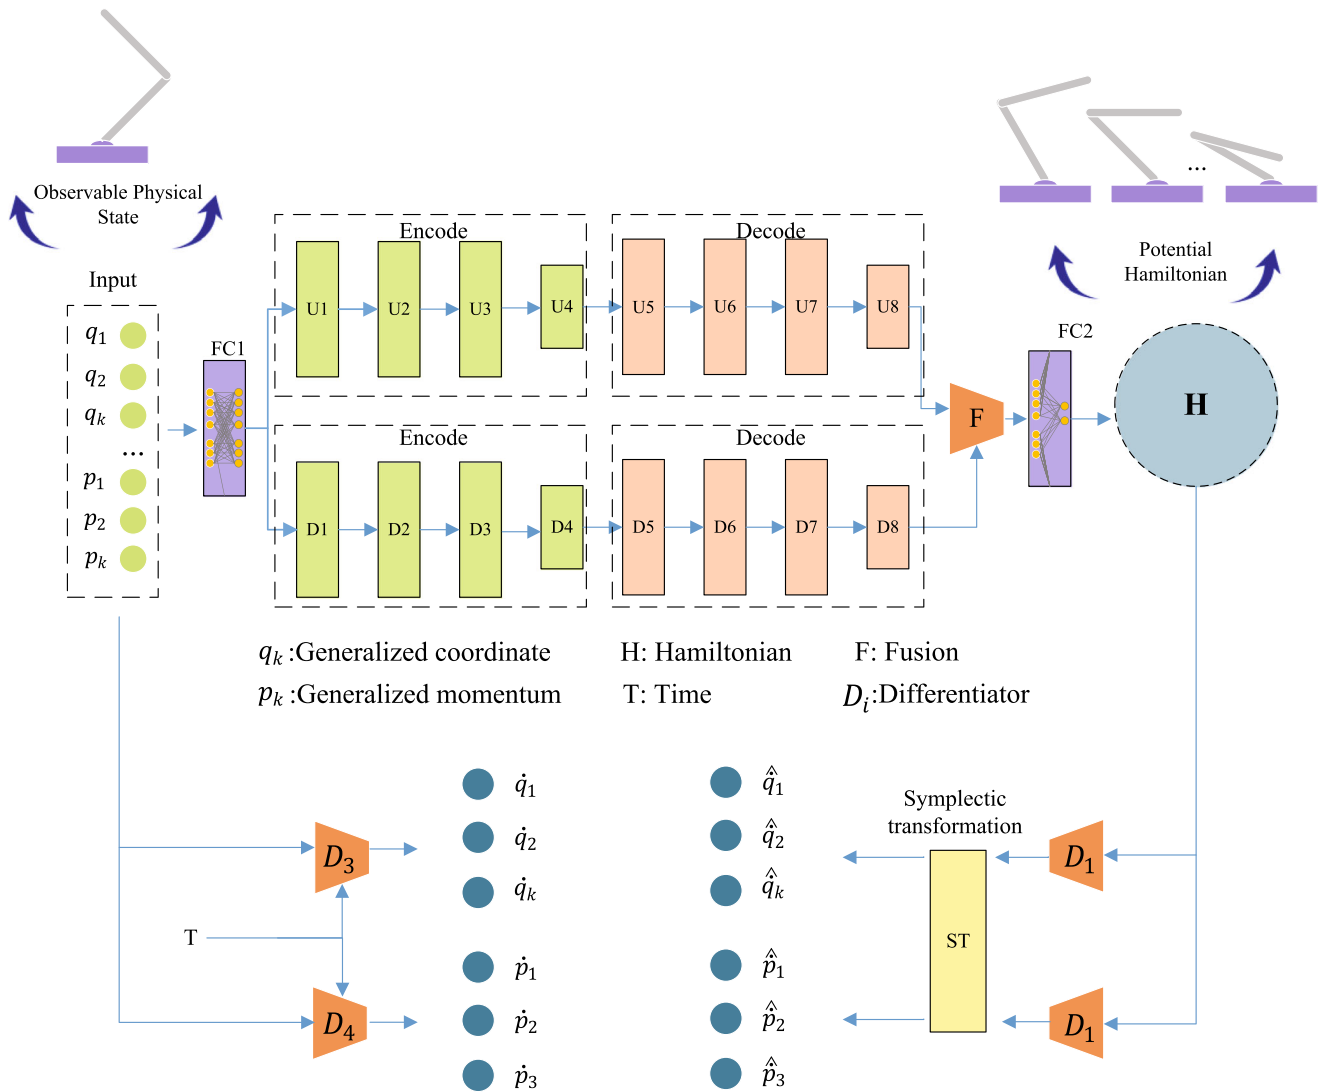 Observable Physical
State
Input
q₁
q₂
qₖ
...
p₁
p₂
pₖ
FC1
Encode
U1
U2
U3
U4
Decode
U5
U6
U7
U8
Encode
D1
D2
D3
D4
Decode
D5
D6
D7
D8
F
FC2
...
Potential
Hamiltonian
H
qₖ :Generalized coordinate
H: Hamiltonian
F: Fusion
pₖ :Generalized momentum
T: Time
Dᵢ:Differentiator
T
D₃
D₄
q̇₁
q̇₂
q̇ₖ
ṗ₁
ṗ₂
ṗ₃
q̇̂₁
q̇̂₂
q̇̂ₖ
ṗ̂₁
ṗ̂₂
ṗ̂₃
Symplectic
transformation
ST
D₁
D₁